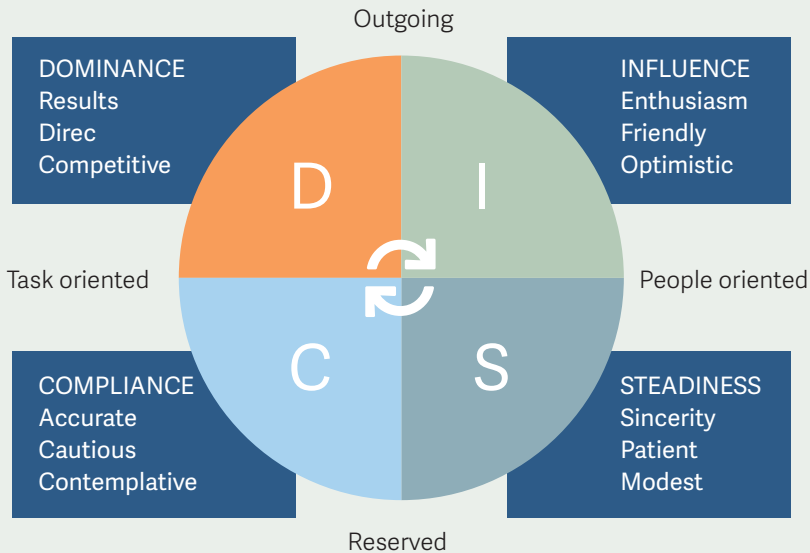 Outgoing
DOMINANCE
Results
Direc
Competitive
INFLUENCE
Enthusiasm
Friendly
Optimistic
D
I
Task oriented
People oriented
C
S
COMPLIANCE
Accurate
Cautious
Contemplative
STEADINESS
Sincerity
Patient
Modest
Reserved